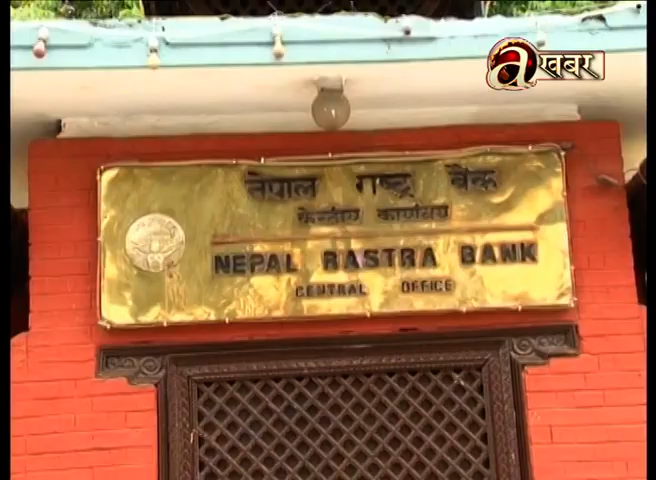 a खबर
नेपाल राष्ट्र बैंक
केन्द्रीय कार्यालय
NEPAL RASTRA BANK
CENTRAL OFFICE